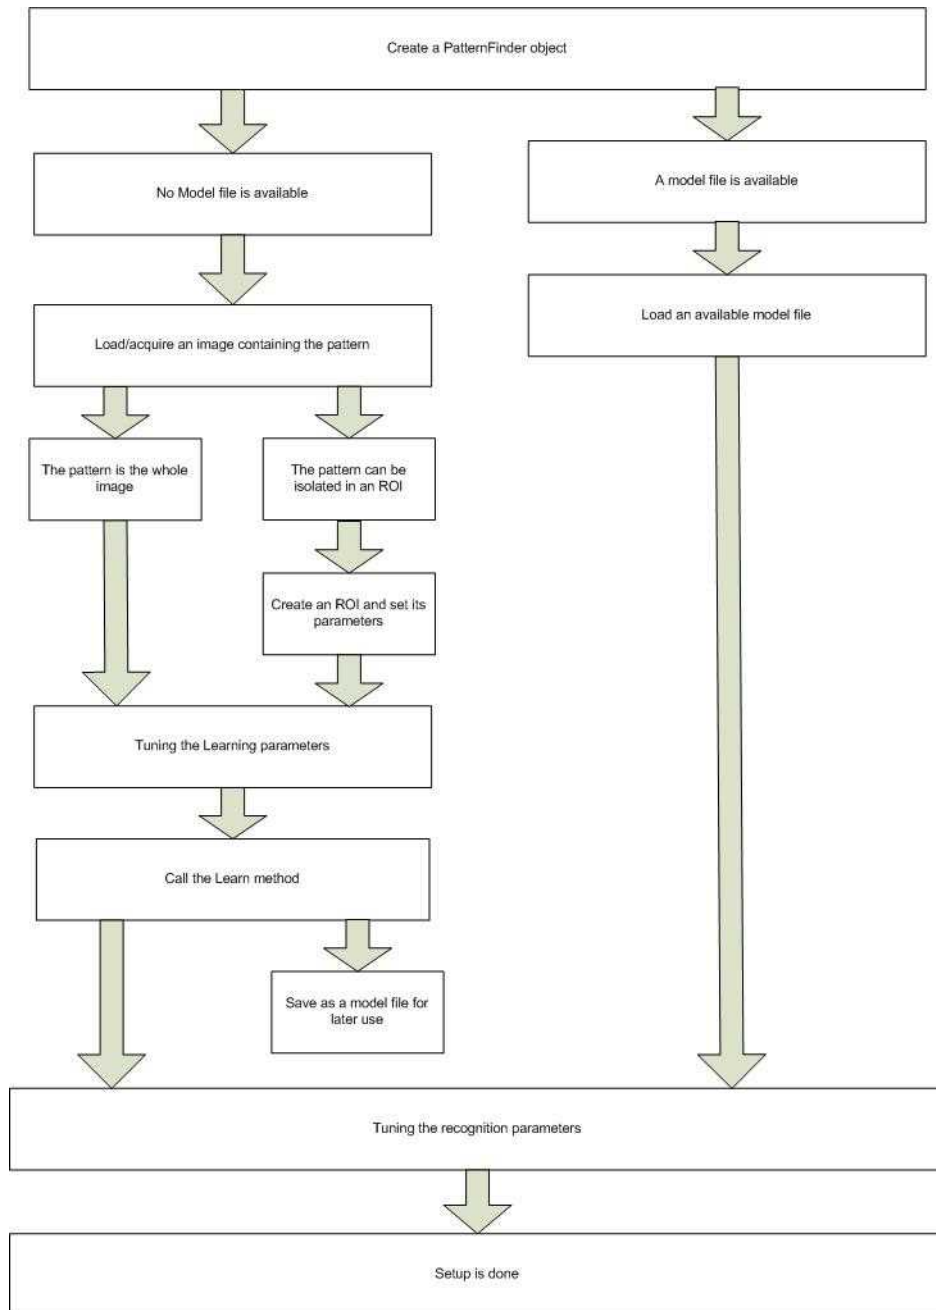 Create a PatternFinder object
No Model file is available
A model file is available
Load/acquire an image containing the pattern
Load an available model file
The pattern is the whole
image
The pattern can be
isolated in an ROI
Create an ROI and set its
parameters
Tuning the Learning parameters
Call the Learn method
Save as a model file for
later use
Tuning the recognition parameters
Setup is done